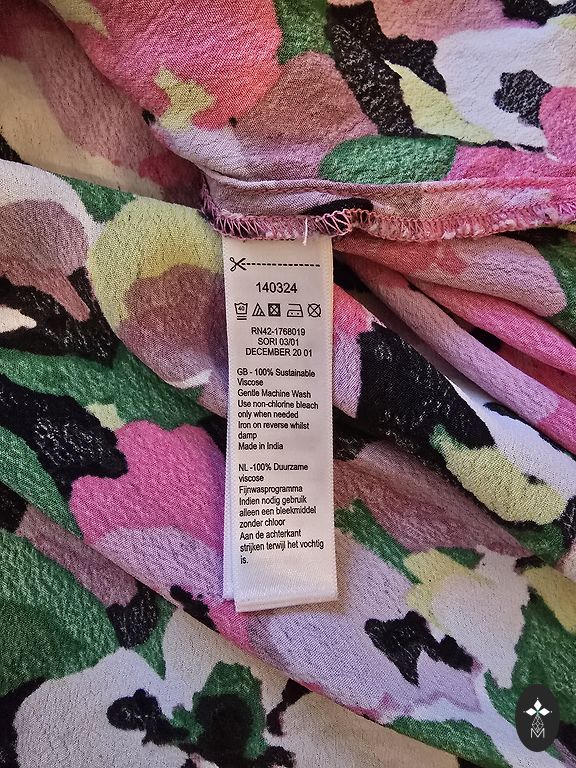 140324
RN42-1768019
SORI 03/01
DECEMBER 20 01
GB - 100% Sustainable
Viscose
Gentle Machine Wash
Use non-chlorine bleach
only when needed
Iron on reverse whilst
damp
Made in India
NL -100% Duurzame
viscose
Fijnwasprogramma
Indien nodig gebruik
alleen een bleekmiddel
zonder chloor
Aan de achterkant
strijken terwijl het vochtig
is.